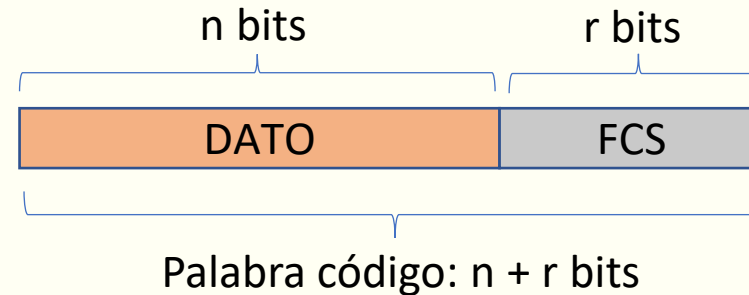 n bits
r bits
DATO
FCS
Palabra código: n + r bits